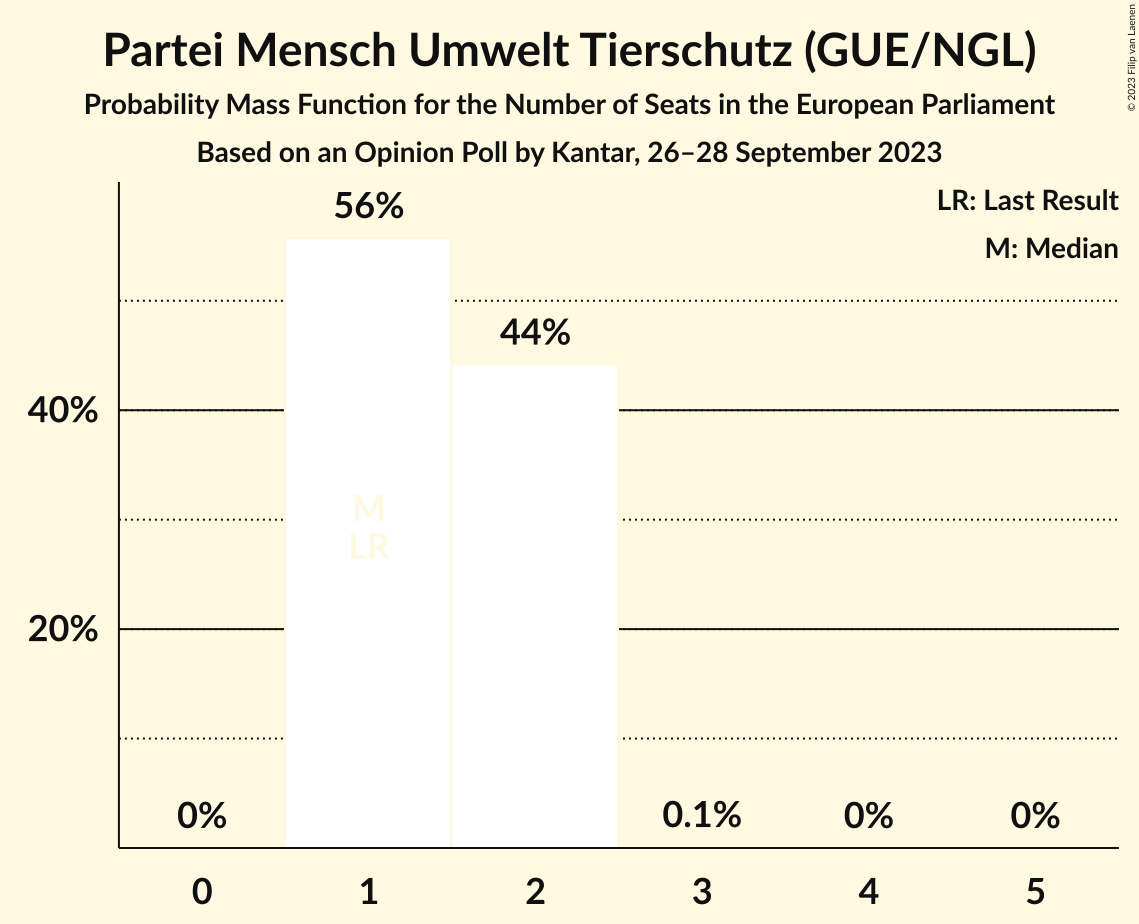 Partei Mensch Umwelt Tierschutz (GUE/NGL)
Probability Mass Function for the Number of Seats in the European Parliament
Based on an Opinion Poll by Kantar, 26–28 September 2023
© 2023 Filip van Laenen
LR: Last Result
M: Median
56%
44%
40%
M
LR
20%
0%
0.1%
0%
0%
0
1
2
3
4
5